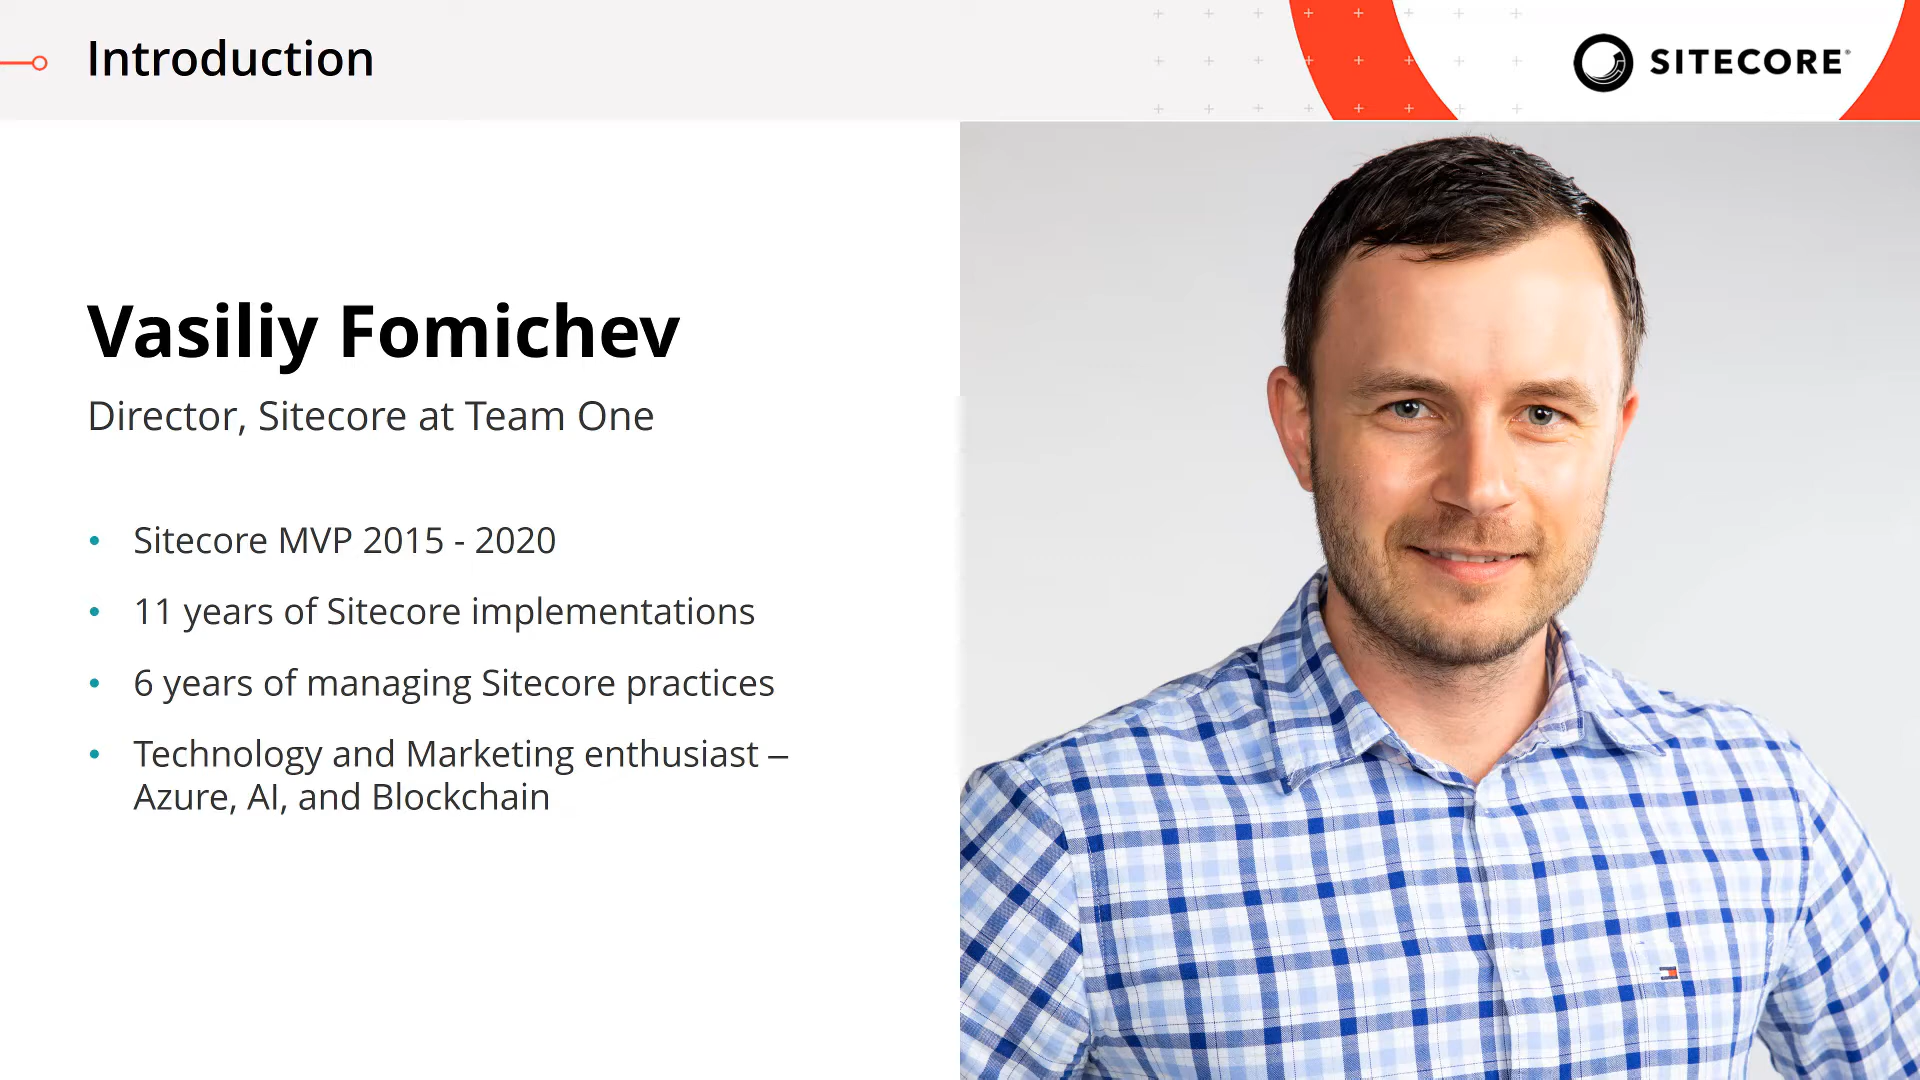 Introduction
SITECORE
Vasiliy Fomichev
Director, Sitecore at Team One
• Sitecore MVP 2015 - 2020
• 11 years of Sitecore implementations
• 6 years of managing Sitecore practices
• Technology and Marketing enthusiast –
Azure, AI, and Blockchain